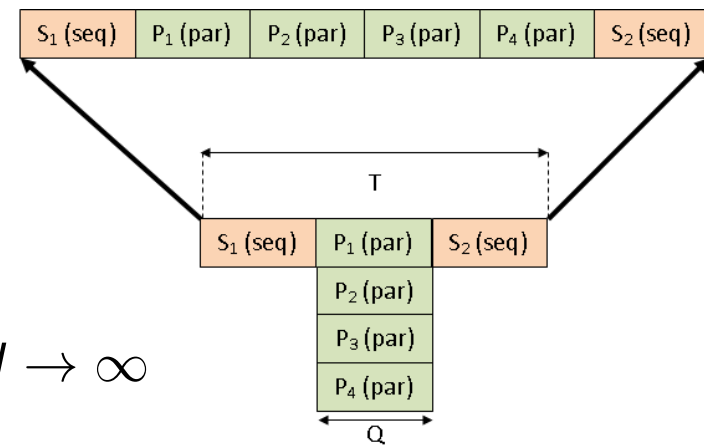 S₁ (seq) P₁ (par) P₂ (par) P₃ (par) P₄ (par) S₂ (seq)
T
S₁ (seq) P₁ (par) S₂ (seq)
P₂ (par)
P₃ (par)
→ ∞
P₄ (par)
Q